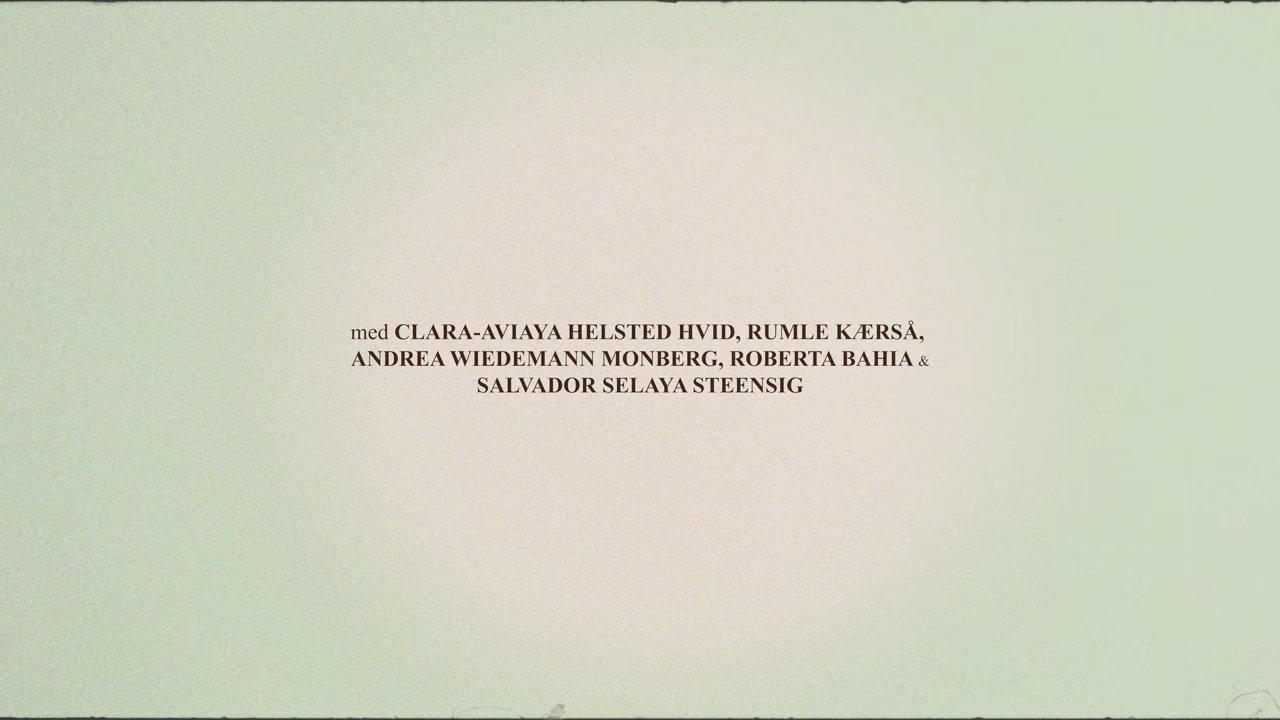 med CLARA-AVIAYA HELSTED HVID, RUMLE KÆRSÅ,
ANDREA WIEDEMANN MONBERG, ROBERTA BAHIA &
SALVADOR SELAYA STEENSIG